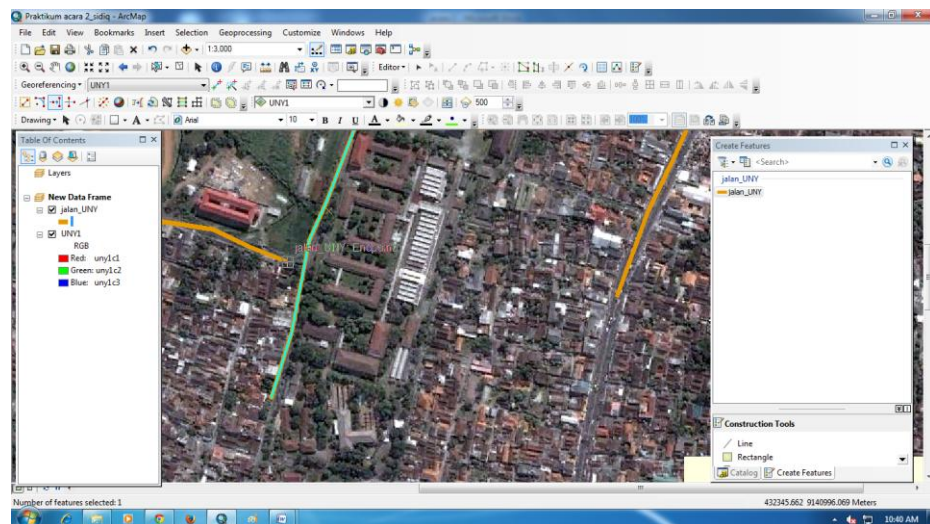 Praktikum acara 2_sidiq - ArcMap
File Edit View Bookmarks Insert Selection Geoprocessing Customize Windows Help
1:3,000
Editor
Georeferencing UNY1
UNY1 500
Drawing A Arial 10 B I U A
Table Of Contents
Layers
New Data Frame
jalan_UNY
UNY1
RGB
Red: uny1c1
Green: uny1c2
Blue: uny1c3
jalan_UNY: Endpoint
Create Features
<Search>
jalan_UNY
jalan_UNY
Construction Tools
Line
Rectangle
Catalog Create Features
Number of features selected: 1
432345.662 9140996.069 Meters
10:40 AM